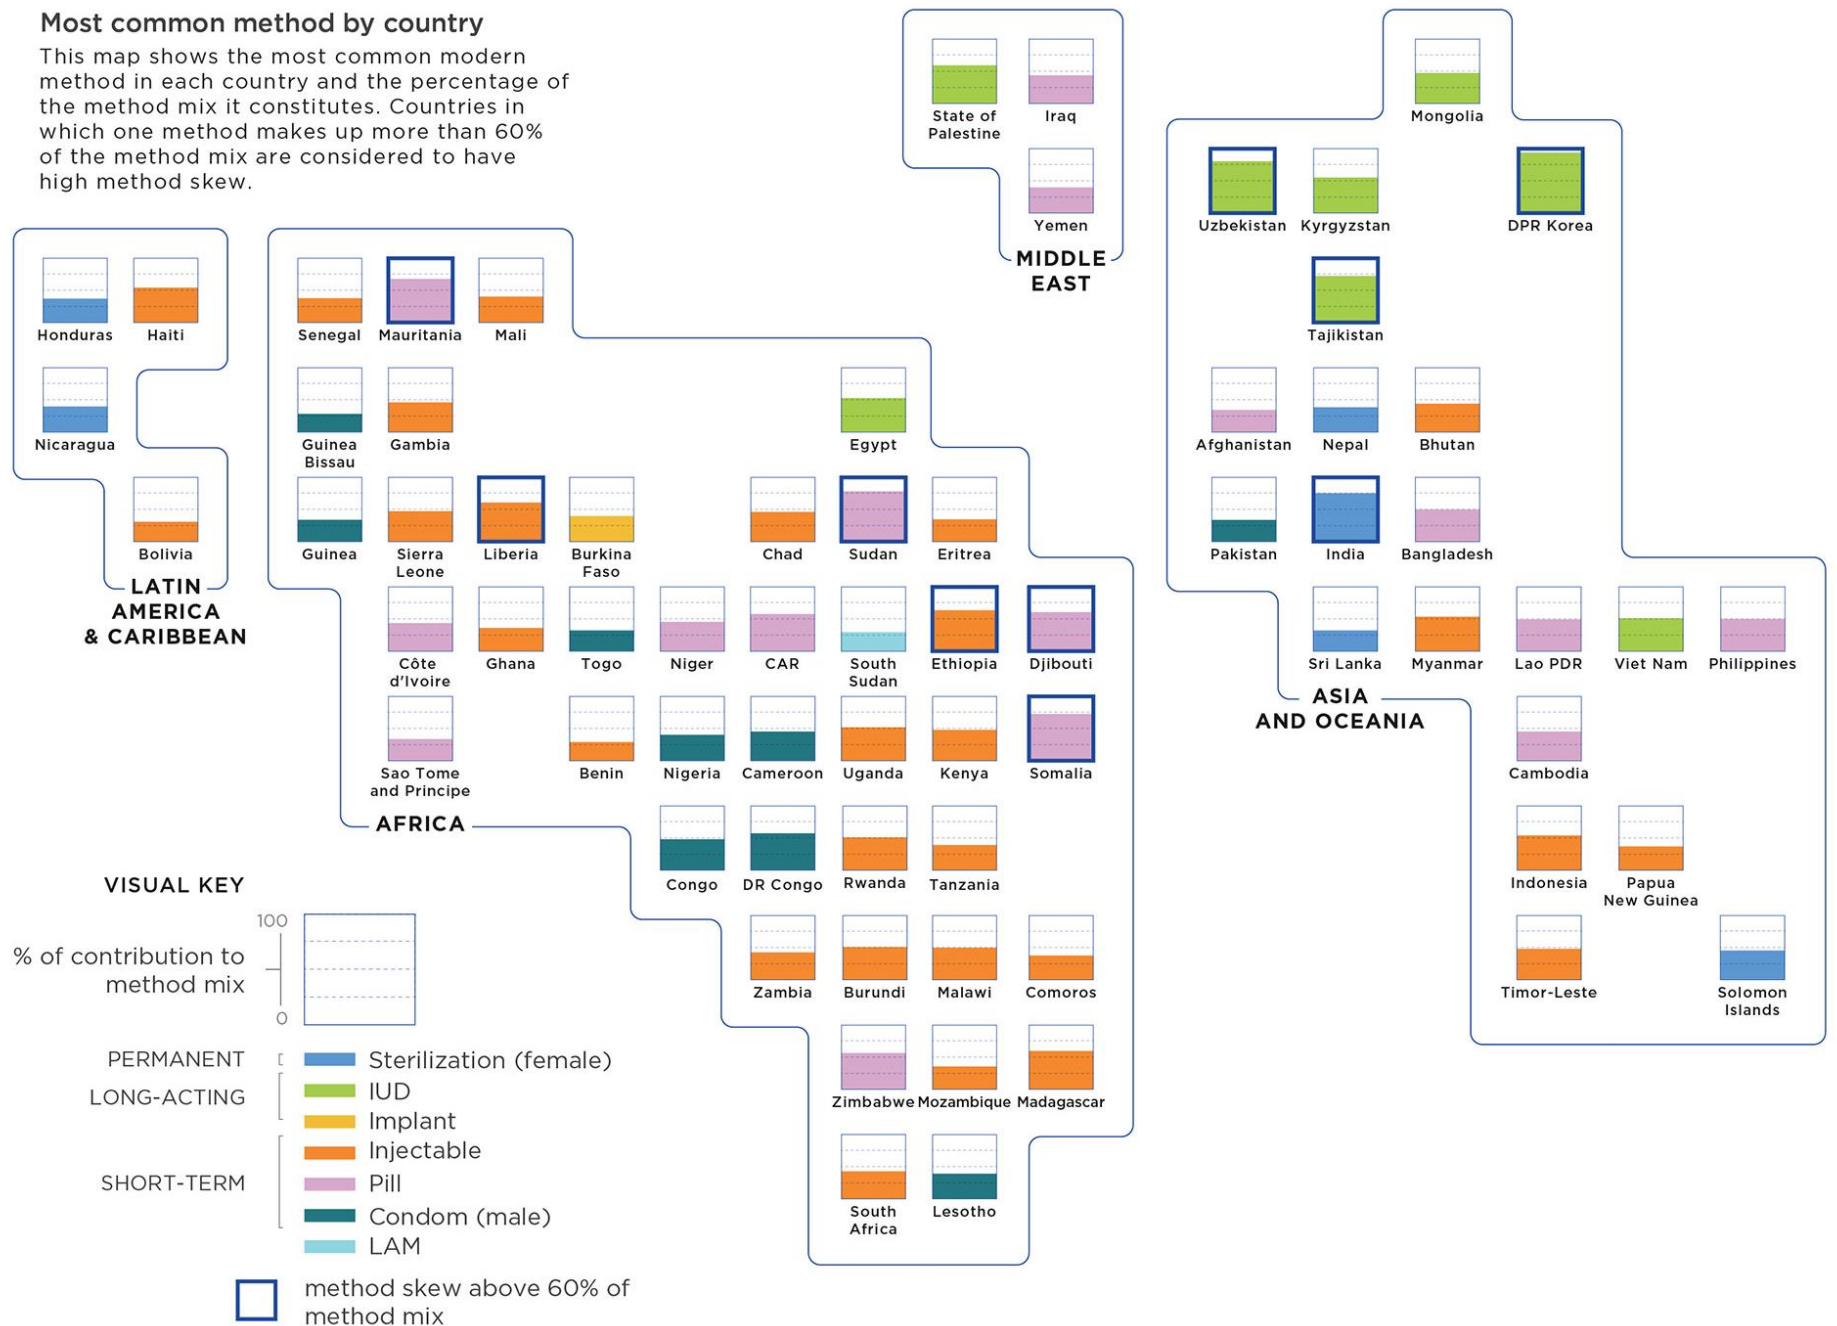 Most common method by country
This map shows the most common modern
method in each country and the percentage of
the method mix it constitutes. Countries in
which one method makes up more than 60%
of the method mix are considered to have
high method skew.
Honduras
Haiti
Nicaragua
Bolivia
LATIN
AMERICA
& CARIBBEAN
Senegal
Mauritania
Mali
Guinea
Bissau
Gambia
Egypt
Guinea
Sierra
Leone
Liberia
Burkina
Faso
Chad
Sudan
Eritrea
Côte
d'Ivoire
Ghana
Togo
Niger
CAR
South
Sudan
Ethiopia
Djibouti
Sao Tome
and Principe
Benin
Nigeria
Cameroon
Uganda
Kenya
Somalia
AFRICA
Congo
DR Congo
Rwanda
Tanzania
Zambia
Burundi
Malawi
Comoros
Zimbabwe
Mozambique
Madagascar
South
Africa
Lesotho
State of
Palestine
Iraq
Yemen
MIDDLE
EAST
Mongolia
Uzbekistan
Kyrgyzstan
DPR Korea
Tajikistan
Afghanistan
Nepal
Bhutan
Pakistan
India
Bangladesh
Sri Lanka
Myanmar
Lao PDR
Viet Nam
Philippines
ASIA
AND OCEANIA
Cambodia
Indonesia
Papua
New Guinea
Timor-Leste
Solomon
Islands
VISUAL KEY
100
% of contribution to
method mix
0
PERMANENT
Sterilization (female)
LONG-ACTING
IUD
Implant
SHORT-TERM
Injectable
Pill
Condom (male)
LAM
method skew above 60% of
method mix